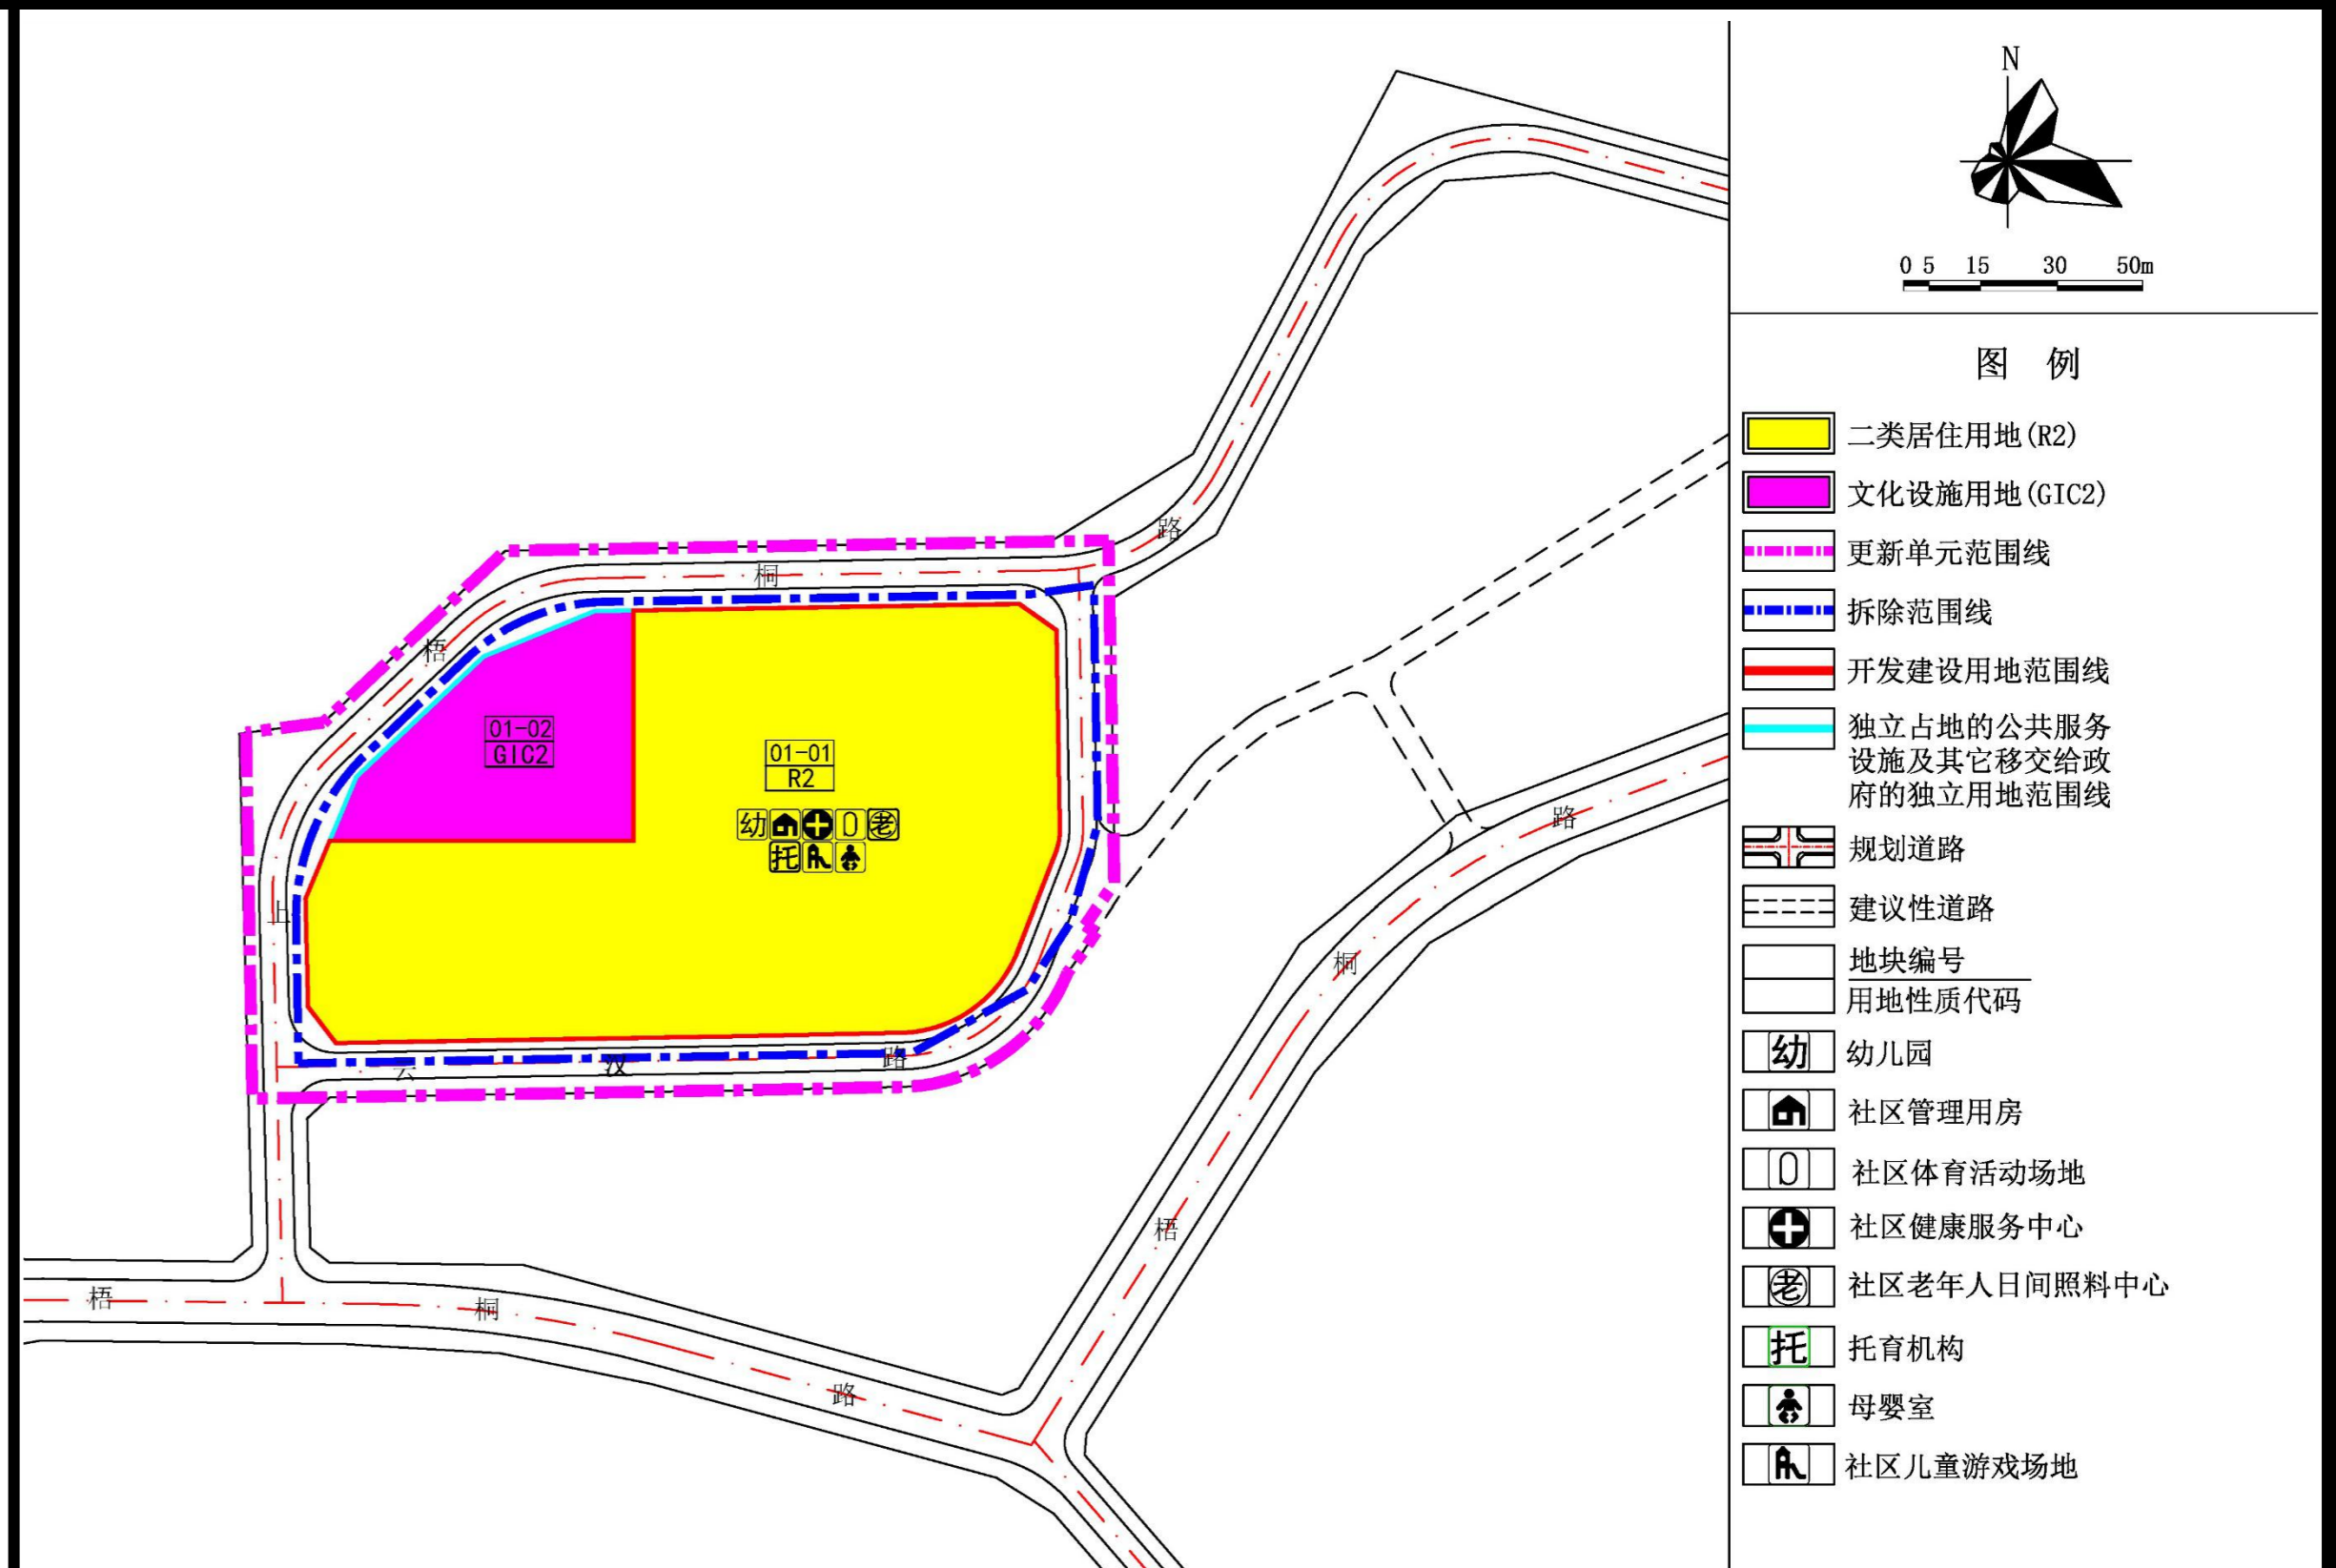 N
0 5 15 30 50m
图 例
二类居住用地(R2)
文化设施用地(GIC2)
更新单元范围线
拆除范围线
开发建设用地范围线
独立占地的公共服务
设施及其它移交给政
府的独立用地范围线
规划道路
建议性道路
地块编号
用地性质代码
幼 幼儿园
社区管理用房
社区体育活动场地
社区健康服务中心
老 社区老年人日间照料中心
托 托育机构
母婴室
社区儿童游戏场地
上
梧
桐
路
01-02
GIC2
01-01
R2
幼 老
托
云 汉 路
梧 桐 路
梧
桐
路